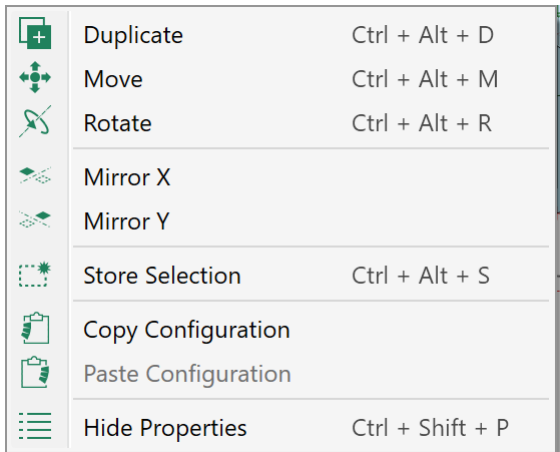 Duplicate Ctrl + Alt + D
Move Ctrl + Alt + M
Rotate Ctrl + Alt + R
Mirror X
Mirror Y
Store Selection Ctrl + Alt + S
Copy Configuration
Paste Configuration
Hide Properties Ctrl + Shift + P